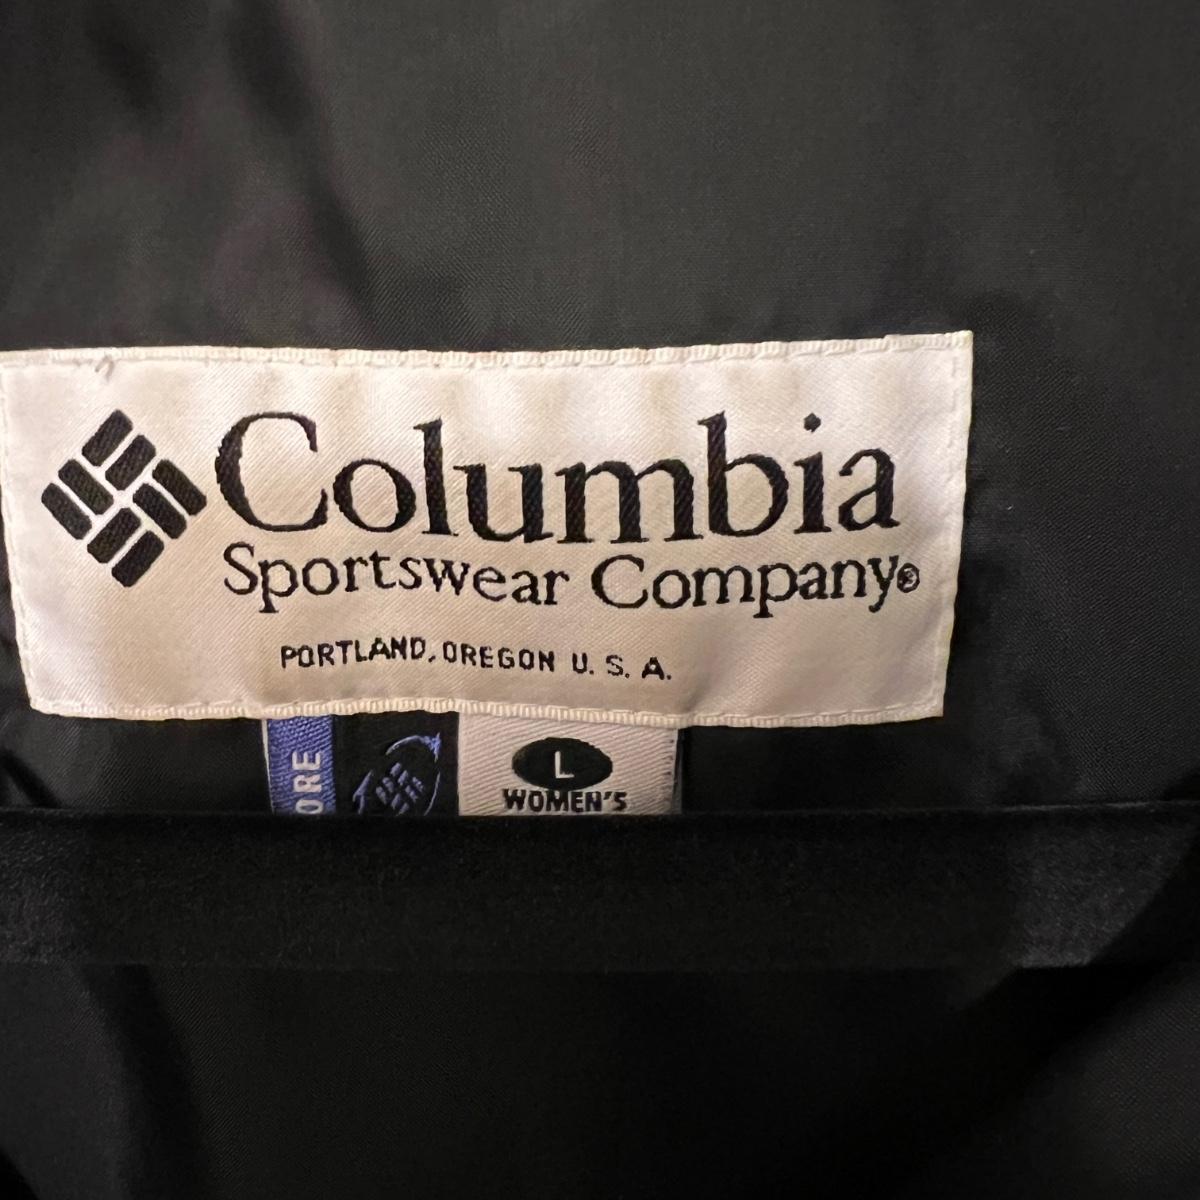 Columbia
Sportswear Company®
PORTLAND, OREGON U. S. A.
ORE
L
WOMEN'S